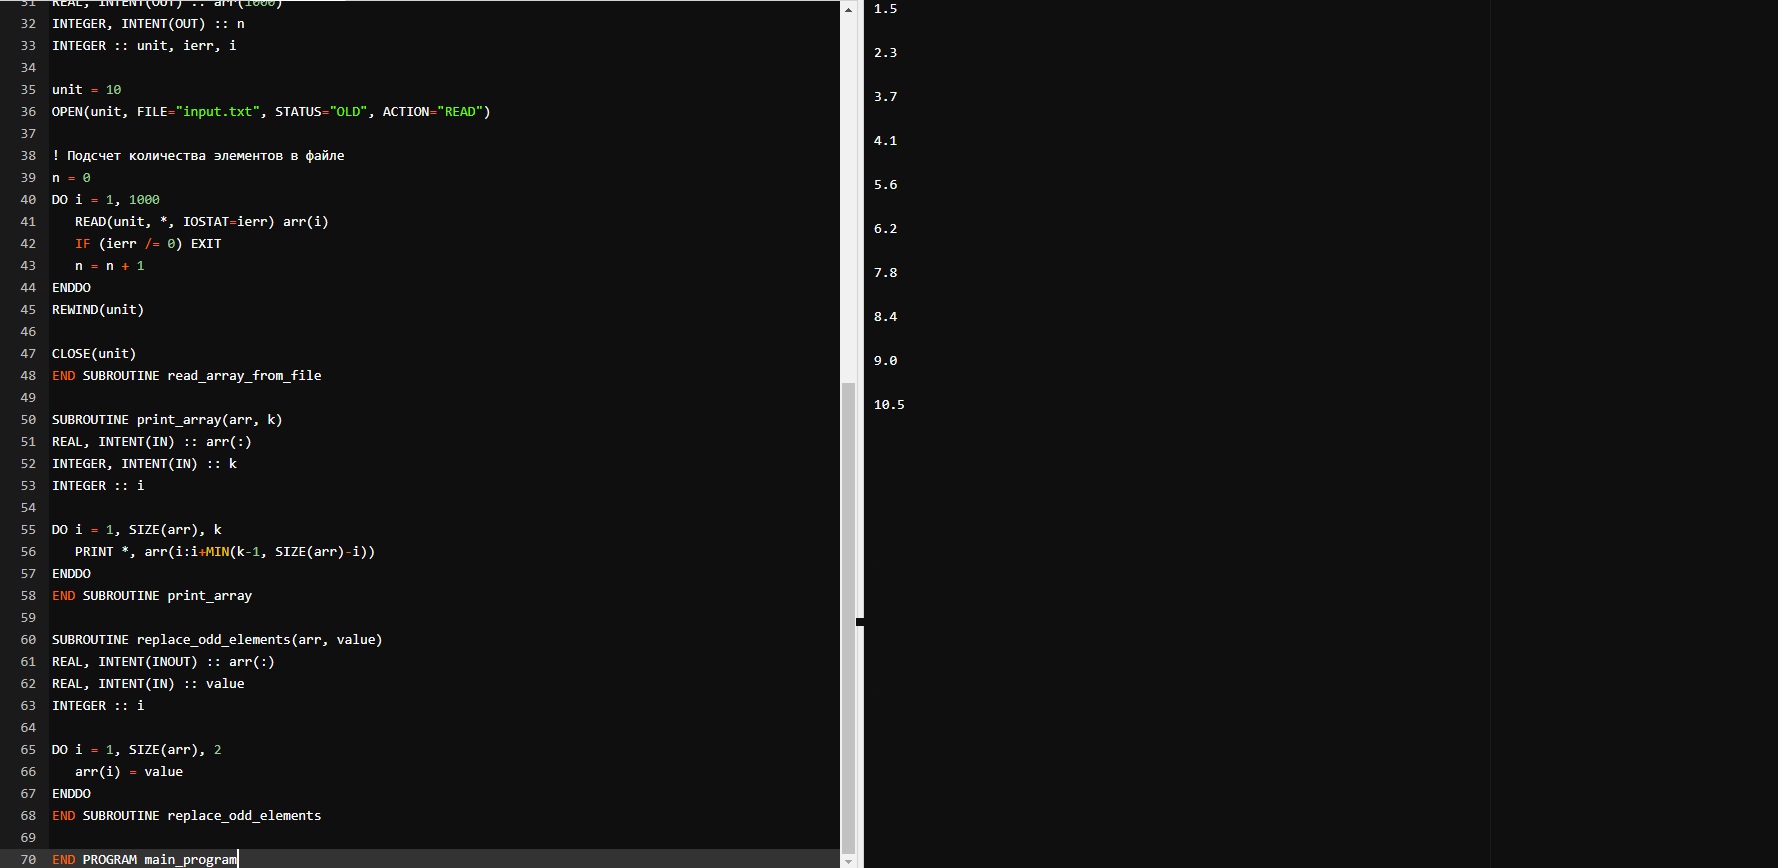 31 REAL, INTENT(OUT) :: arr(1000)
32 INTEGER, INTENT(OUT) :: n
33 INTEGER :: unit, ierr, i
34
35 unit = 10
36 OPEN(unit, FILE="input.txt", STATUS="OLD", ACTION="READ")
37
38 ! Подсчет количества элементов в файле
39 n = 0
40 DO i = 1, 1000
41    READ(unit, *, IOSTAT=ierr) arr(i)
42    IF (ierr /= 0) EXIT
43    n = n + 1
44 ENDDO
45 REWIND(unit)
46
47 CLOSE(unit)
48 END SUBROUTINE read_array_from_file
49
50 SUBROUTINE print_array(arr, k)
51 REAL, INTENT(IN) :: arr(:)
52 INTEGER, INTENT(IN) :: k
53 INTEGER :: i
54
55 DO i = 1, SIZE(arr), k
56    PRINT *, arr(i:i+MIN(k-1, SIZE(arr)-i))
57 ENDDO
58 END SUBROUTINE print_array
59
60 SUBROUTINE replace_odd_elements(arr, value)
61 REAL, INTENT(INOUT) :: arr(:)
62 REAL, INTENT(IN) :: value
63 INTEGER :: i
64
65 DO i = 1, SIZE(arr), 2
66    arr(i) = value
67 ENDDO
68 END SUBROUTINE replace_odd_elements
69
70 END PROGRAM main_program
1.5
2.3
3.7
4.1
5.6
6.2
7.8
8.4
9.0
10.5